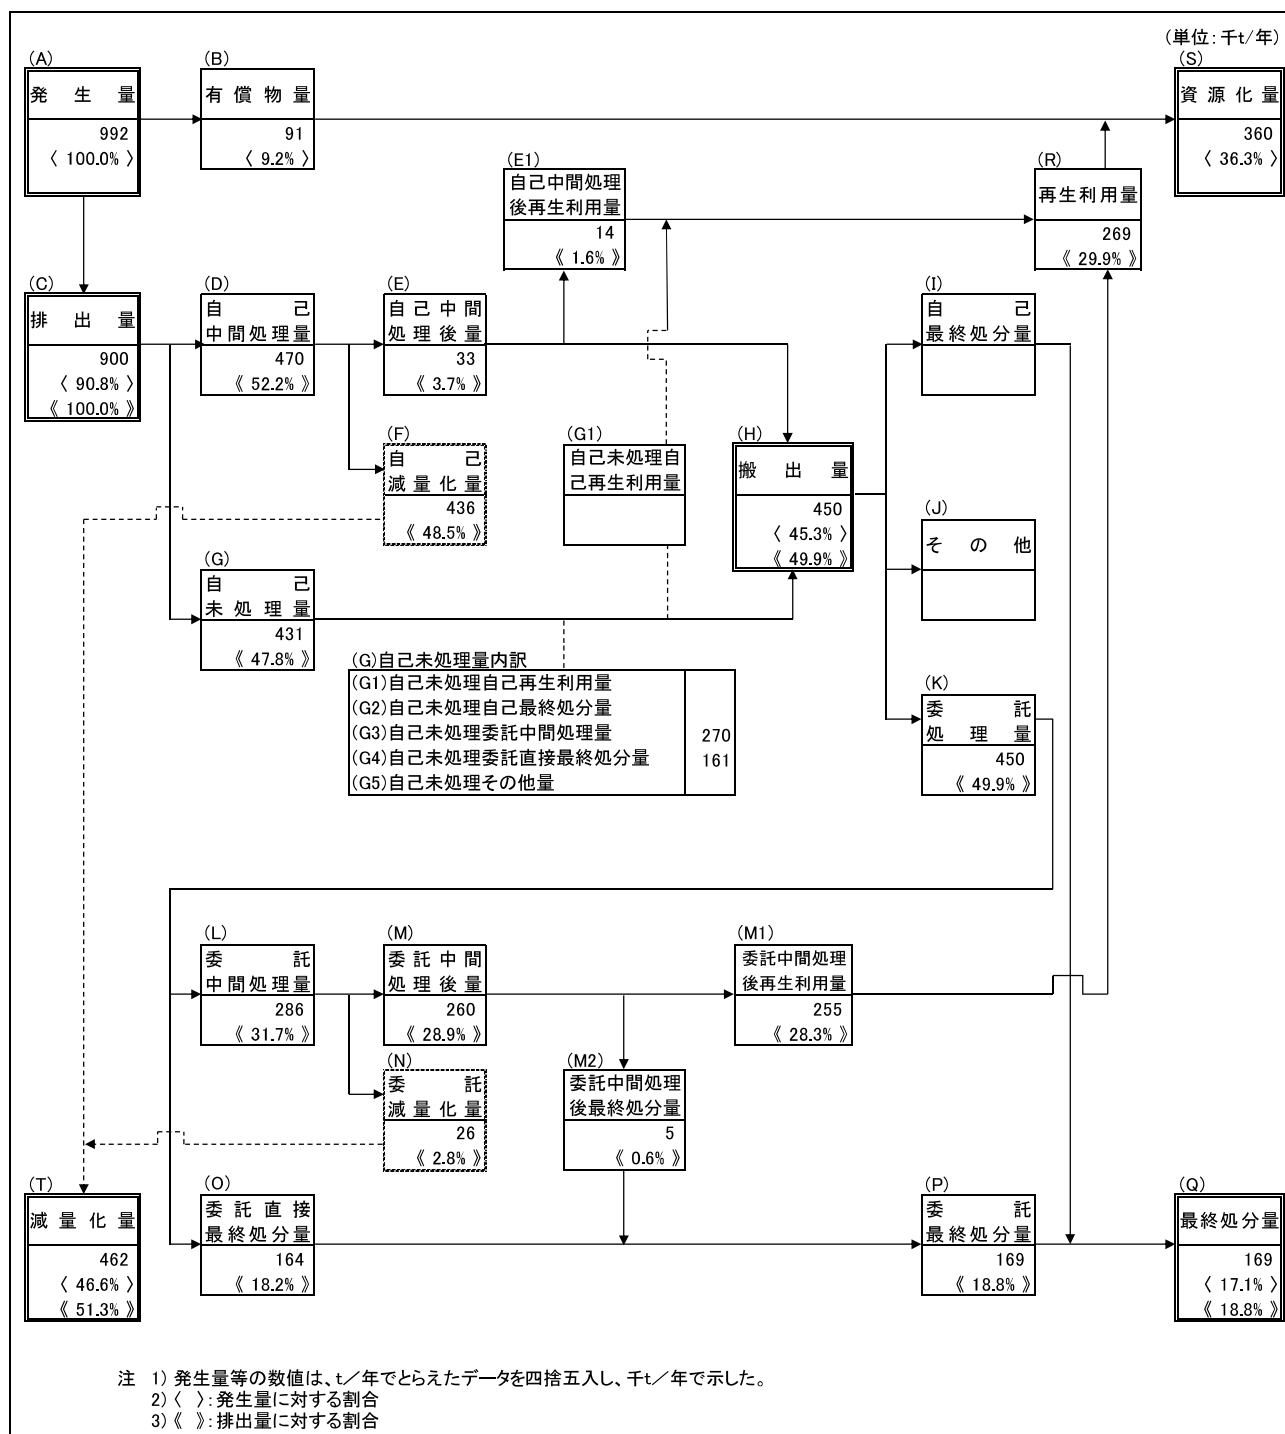 (単位:千t/年)
(A)
発生量
992
〈 100.0% 〉
(B)
有償物量
91
〈 9.2% 〉
(S)
資源化量
360
〈 36.3% 〉
(E1)
自己中間処理
後再生利用量
14
《 1.6% 》
(R)
再生利用量
269
《 29.9% 》
(C)
排出量
900
〈 90.8% 〉
《 100.0% 》
(D)
自己
中間処理量
470
《 52.2% 》
(E)
自己中間
処理後量
33
《 3.7% 》
(I)
自己
最終処分量
(F)
自己
減量化量
436
《 48.5% 》
(G1)
自己未処理自
己再生利用量
(H)
搬出量
450
〈 45.3% 〉
《 49.9% 》
(J)
その他
(G)
自己
未処理量
431
《 47.8% 》
(G)自己未処理量内訳
(G1)自己未処理自己再生利用量
(G2)自己未処理自己最終処分量
(G3)自己未処理委託中間処理量 270
(G4)自己未処理委託直接最終処分量 161
(G5)自己未処理その他量
(K)
委託
処理量
450
《 49.9% 》
(L)
委託
中間処理量
286
《 31.7% 》
(M)
委託中間
処理後量
260
《 28.9% 》
(M1)
委託中間処理
後再生利用量
255
《 28.3% 》
(N)
委託
減量化量
26
《 2.8% 》
(M2)
委託中間処理
後最終処分量
5
《 0.6% 》
(T)
減量化量
462
〈 46.6% 〉
《 51.3% 》
(O)
委託直接
最終処分量
164
《 18.2% 》
(P)
委託
最終処分量
169
《 18.8% 》
(Q)
最終処分量
169
〈 17.1% 〉
《 18.8% 》
注 1) 発生量等の数値は、t/年でとらえたデータを四捨五入し、千t/年で示した。
2)〈 〉:発生量に対する割合
3)《 》:排出量に対する割合